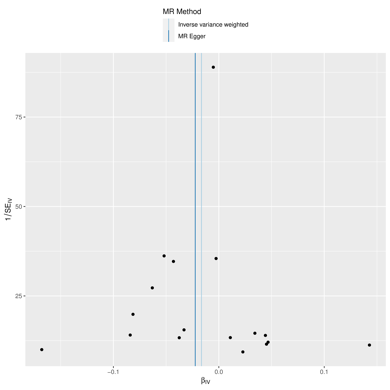 MR Method
Inverse variance weighted
MR Egger
75
50
25
1/SE_IV
−0.1
0.0
0.1
β_IV